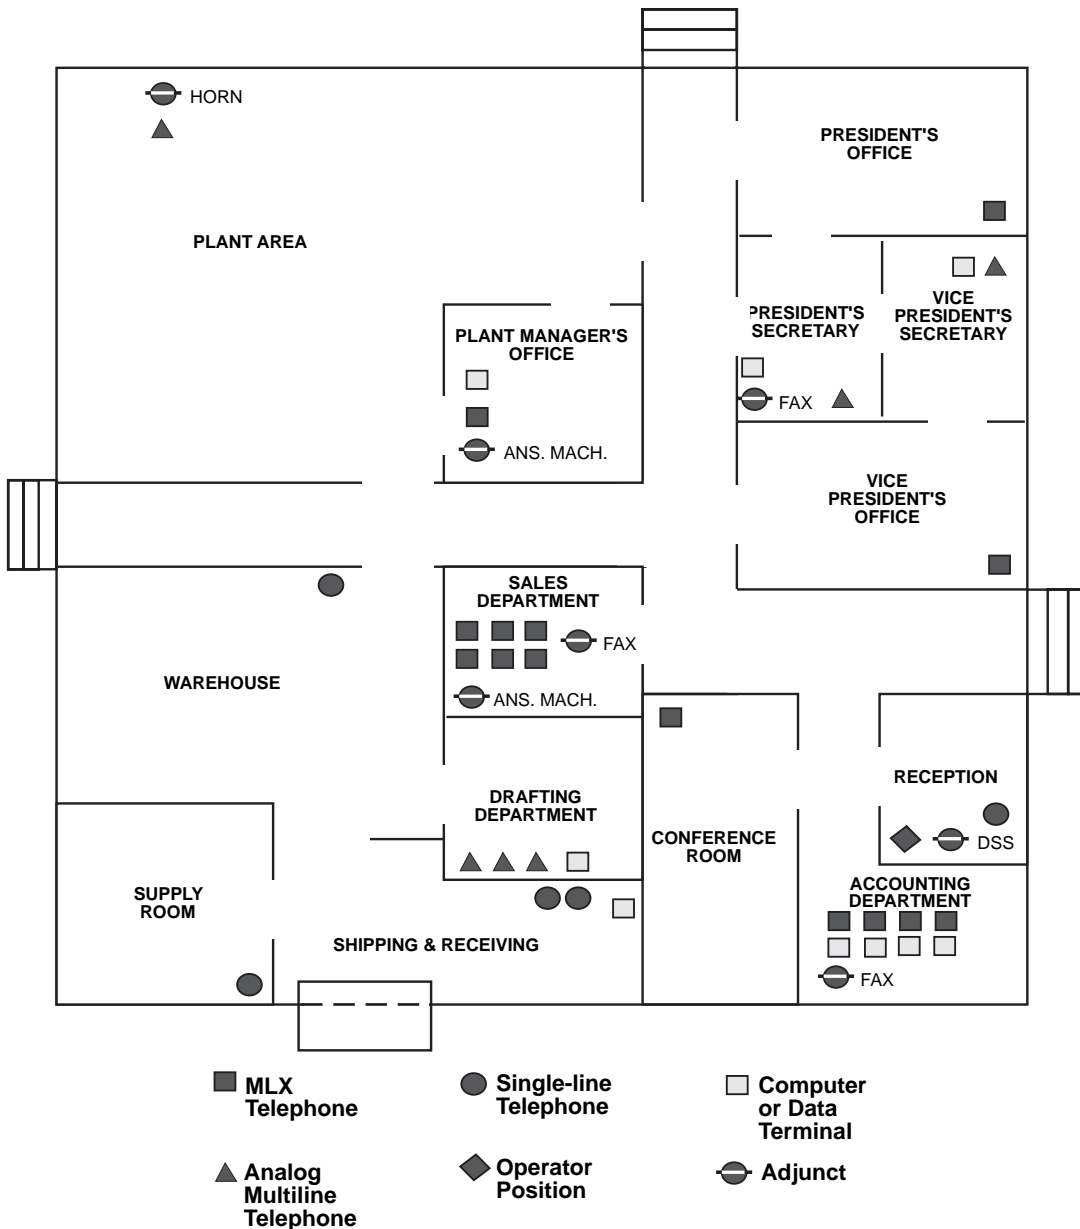 HORN
PRESIDENT'S
OFFICE
PLANT AREA
PLANT MANAGER'S
OFFICE
ANS. MACH.
PRESIDENT'S
SECRETARY
FAX
VICE
PRESIDENT'S
SECRETARY
VICE
PRESIDENT'S
OFFICE
SALES
DEPARTMENT
FAX
ANS. MACH.
WAREHOUSE
DRAFTING
DEPARTMENT
CONFERENCE
ROOM
RECEPTION
DSS
SUPPLY
ROOM
SHIPPING & RECEIVING
ACCOUNTING
DEPARTMENT
FAX
MLX
Telephone
Single-line
Telephone
Computer
or Data
Terminal
Analog
Multiline
Telephone
Operator
Position
Adjunct